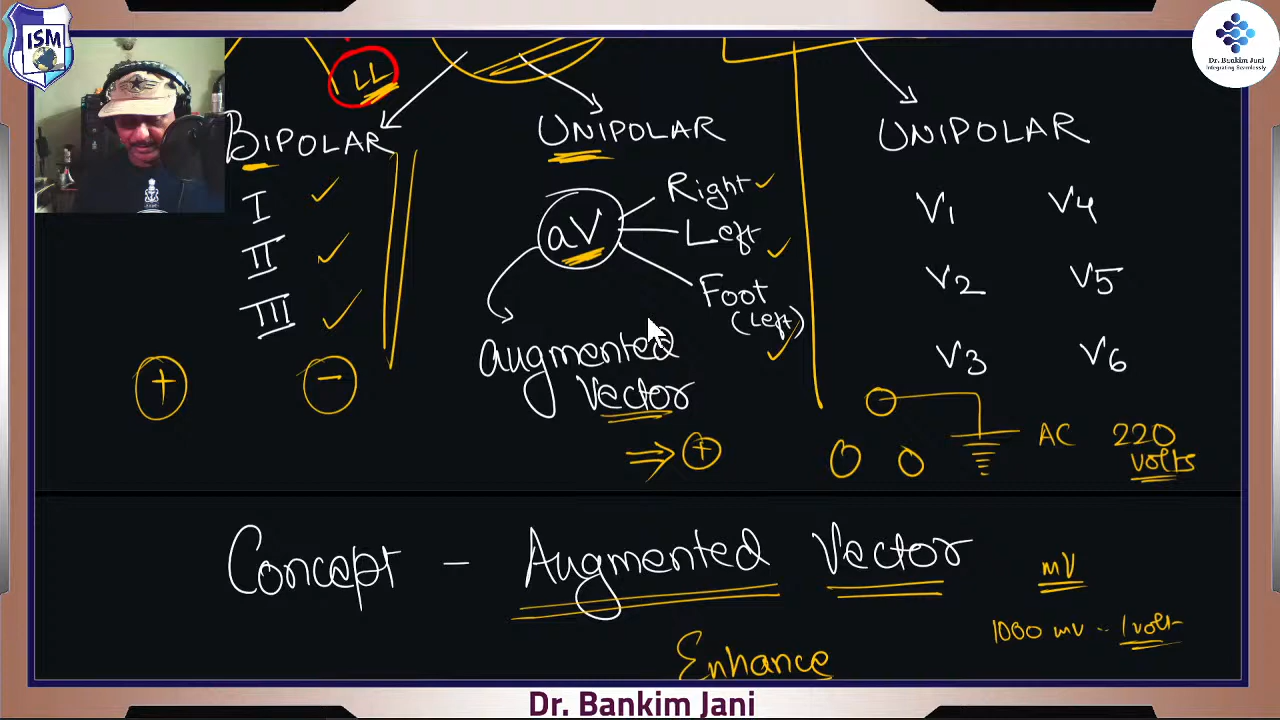 ISM
Dr. Bankim Jani
Integrating Seamlessly
LL
BIPOLAR
UNIPOLAR
UNIPOLAR
I
II
III
+
-
aV
Right
Left
Foot
(Left)
augmented
Vector
⇒ +
V1
V4
V2
V5
V3
V6
AC 220
volts
Concept - Augmented Vector
mV
1000 mv - 1 volt
Enhance
Dr. Bankim Jani